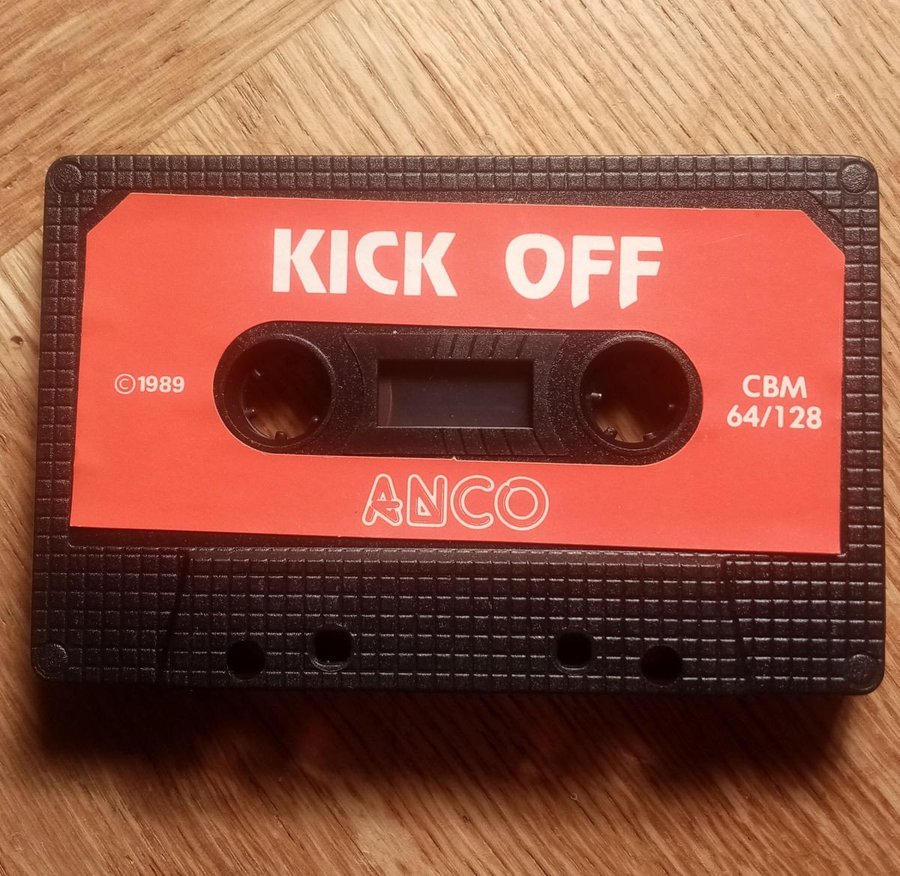 KICK OFF
©1989
CBM
64/128
ANCO